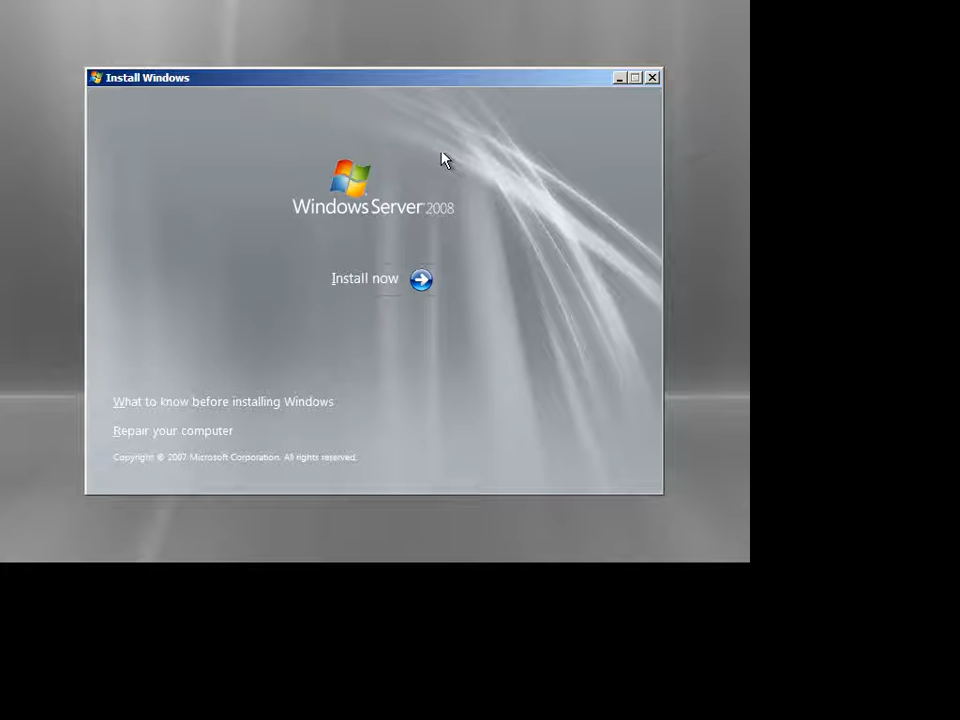 Install Windows
Windows Server 2008
Install now
What to know before installing Windows
Repair your computer
Copyright © 2007 Microsoft Corporation. All rights reserved.